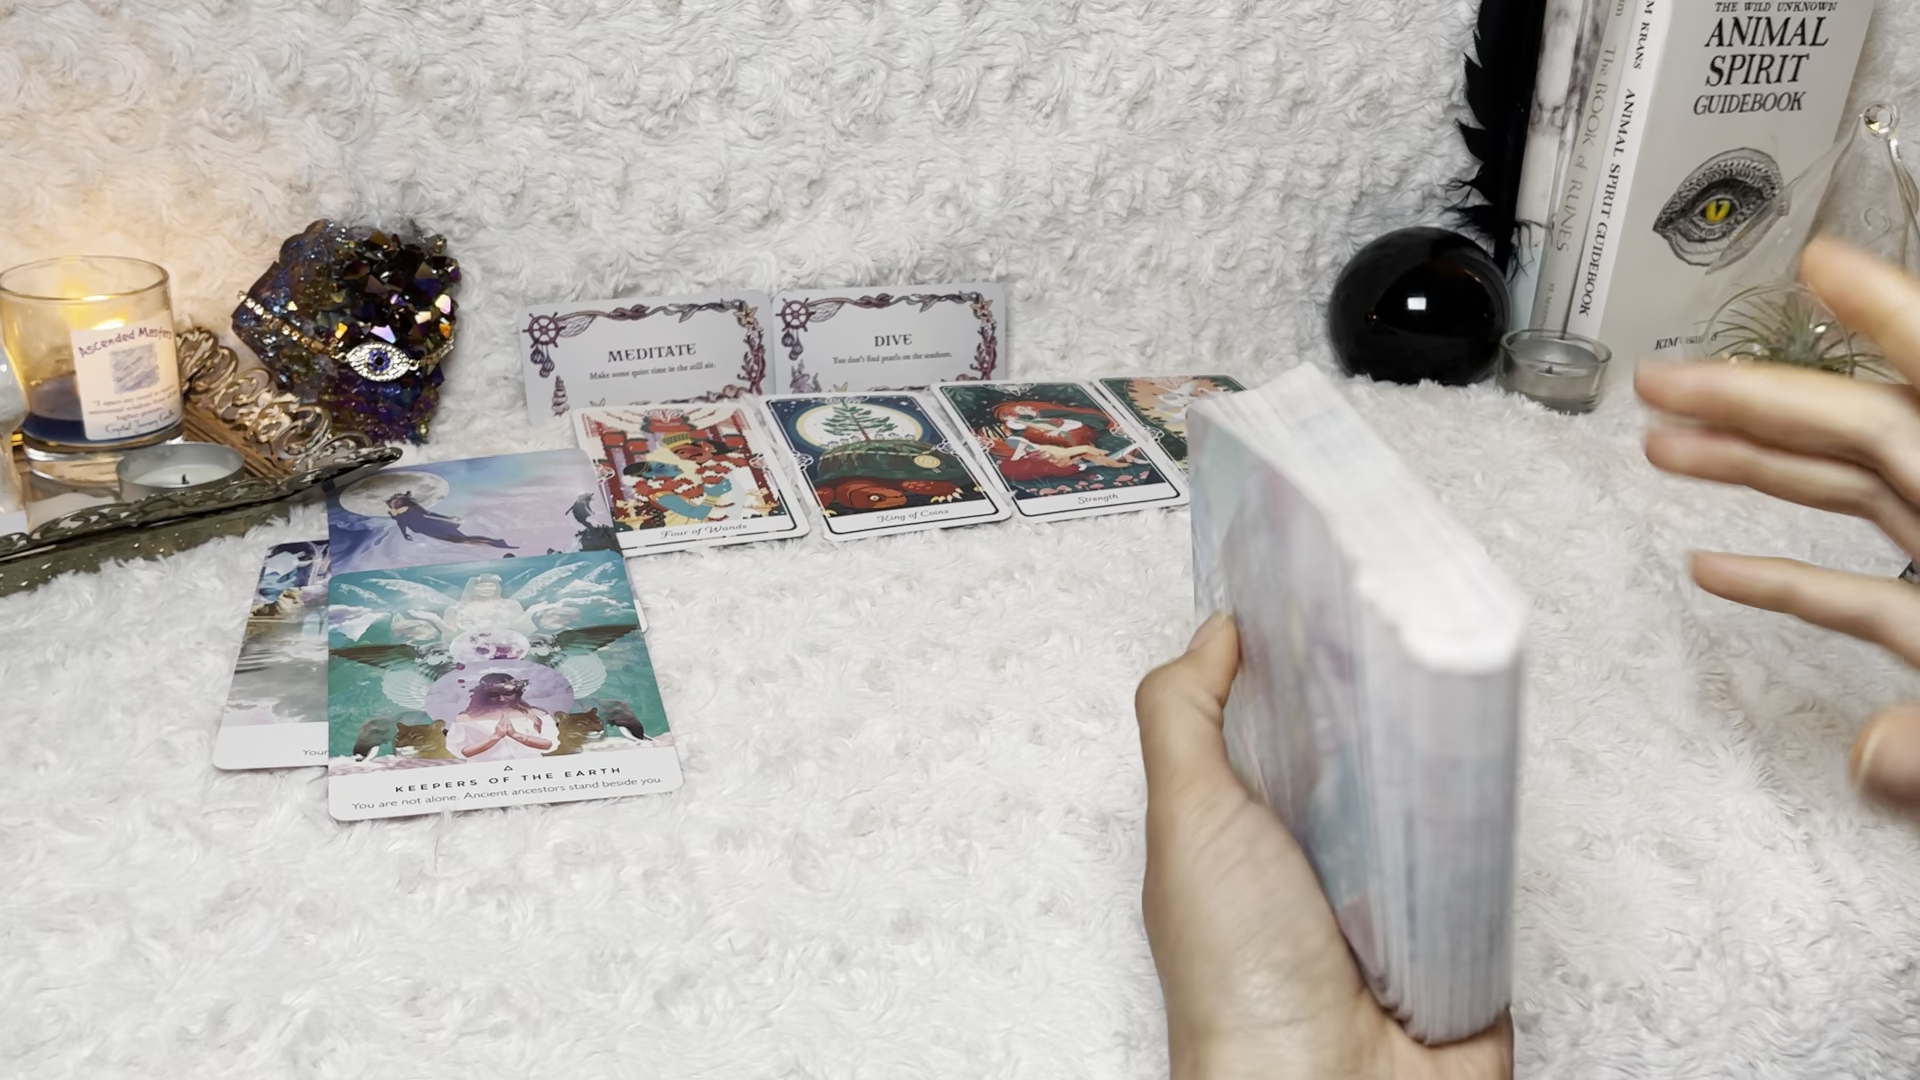 THE WILD UNKNOWN
ANIMAL
SPIRIT
GUIDEBOOK
KIM
ANIMAL SPIRIT GUIDEBOOK
KRANS
The BOOK of RUNES
Ascended Masters
MEDITATE
Make some quiet time in the still air.
DIVE
You don't find pearls on the seashore.
Four of Wands
King of Coins
Strength
Your
KEEPERS OF THE EARTH
You are not alone. Ancient ancestors stand beside you.